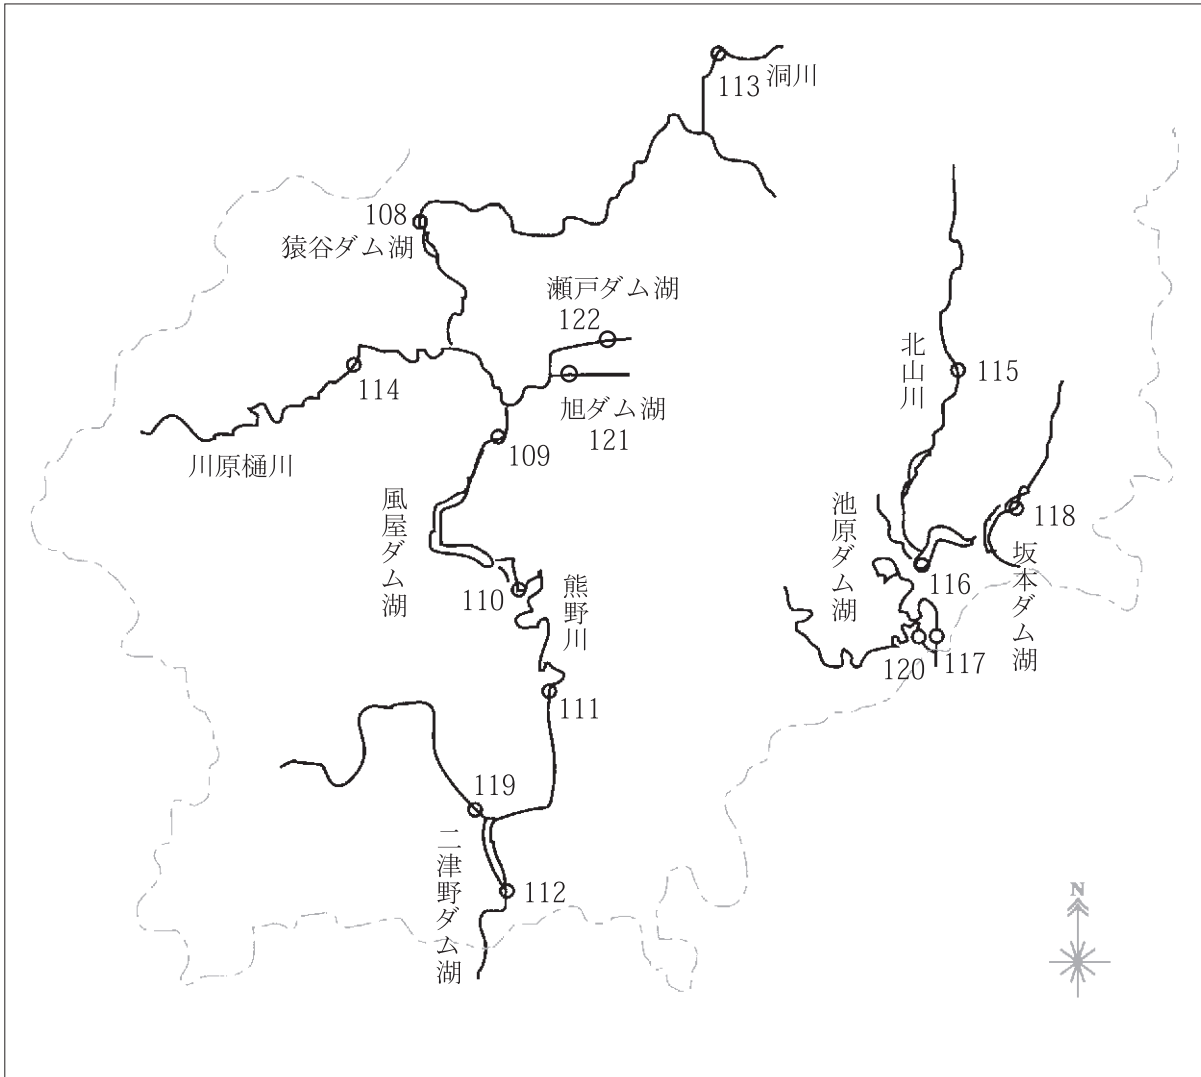 113
洞川
108
猿谷ダム湖
瀬戸ダム湖
122
北山川
115
114
旭ダム湖
121
川原樋川
109
風屋ダム湖
池原ダム湖
118
坂本ダム湖
116
110
熊野川
120
117
111
119
二津野ダム湖
112
N